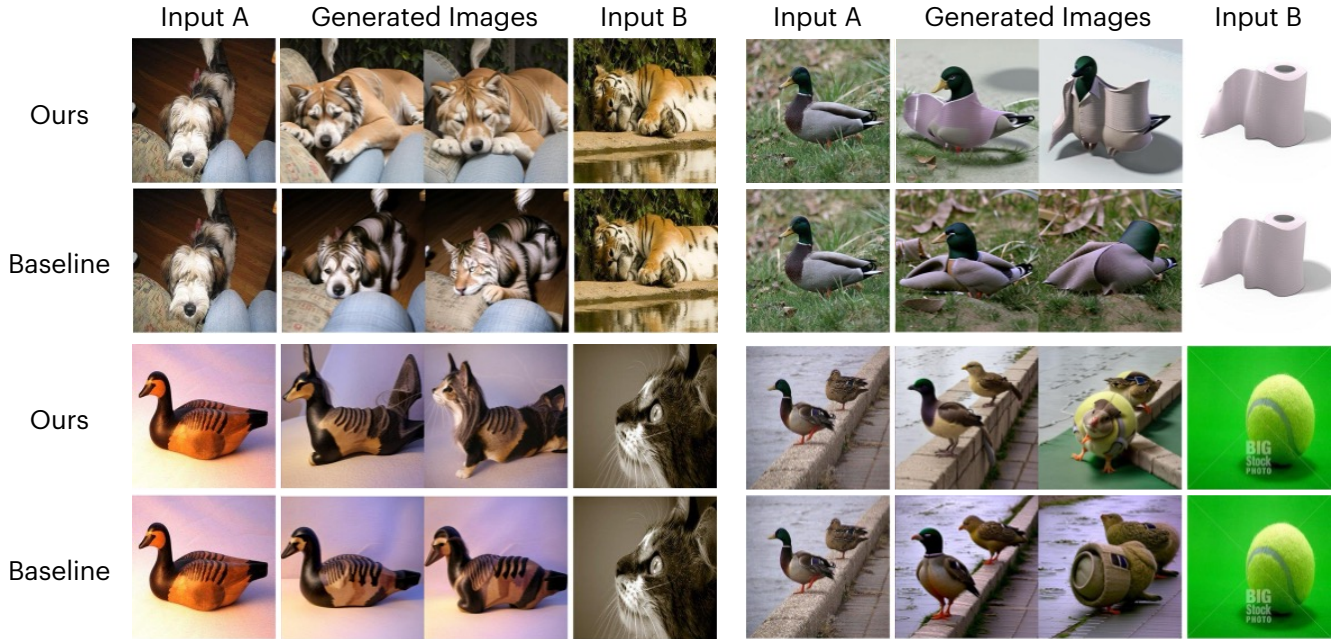 Input A Generated Images Input B Input A Generated Images Input B
Ours
Baseline
Ours
BIG
Stock
PHOTO
Baseline
BIG
Stock
PHOTO